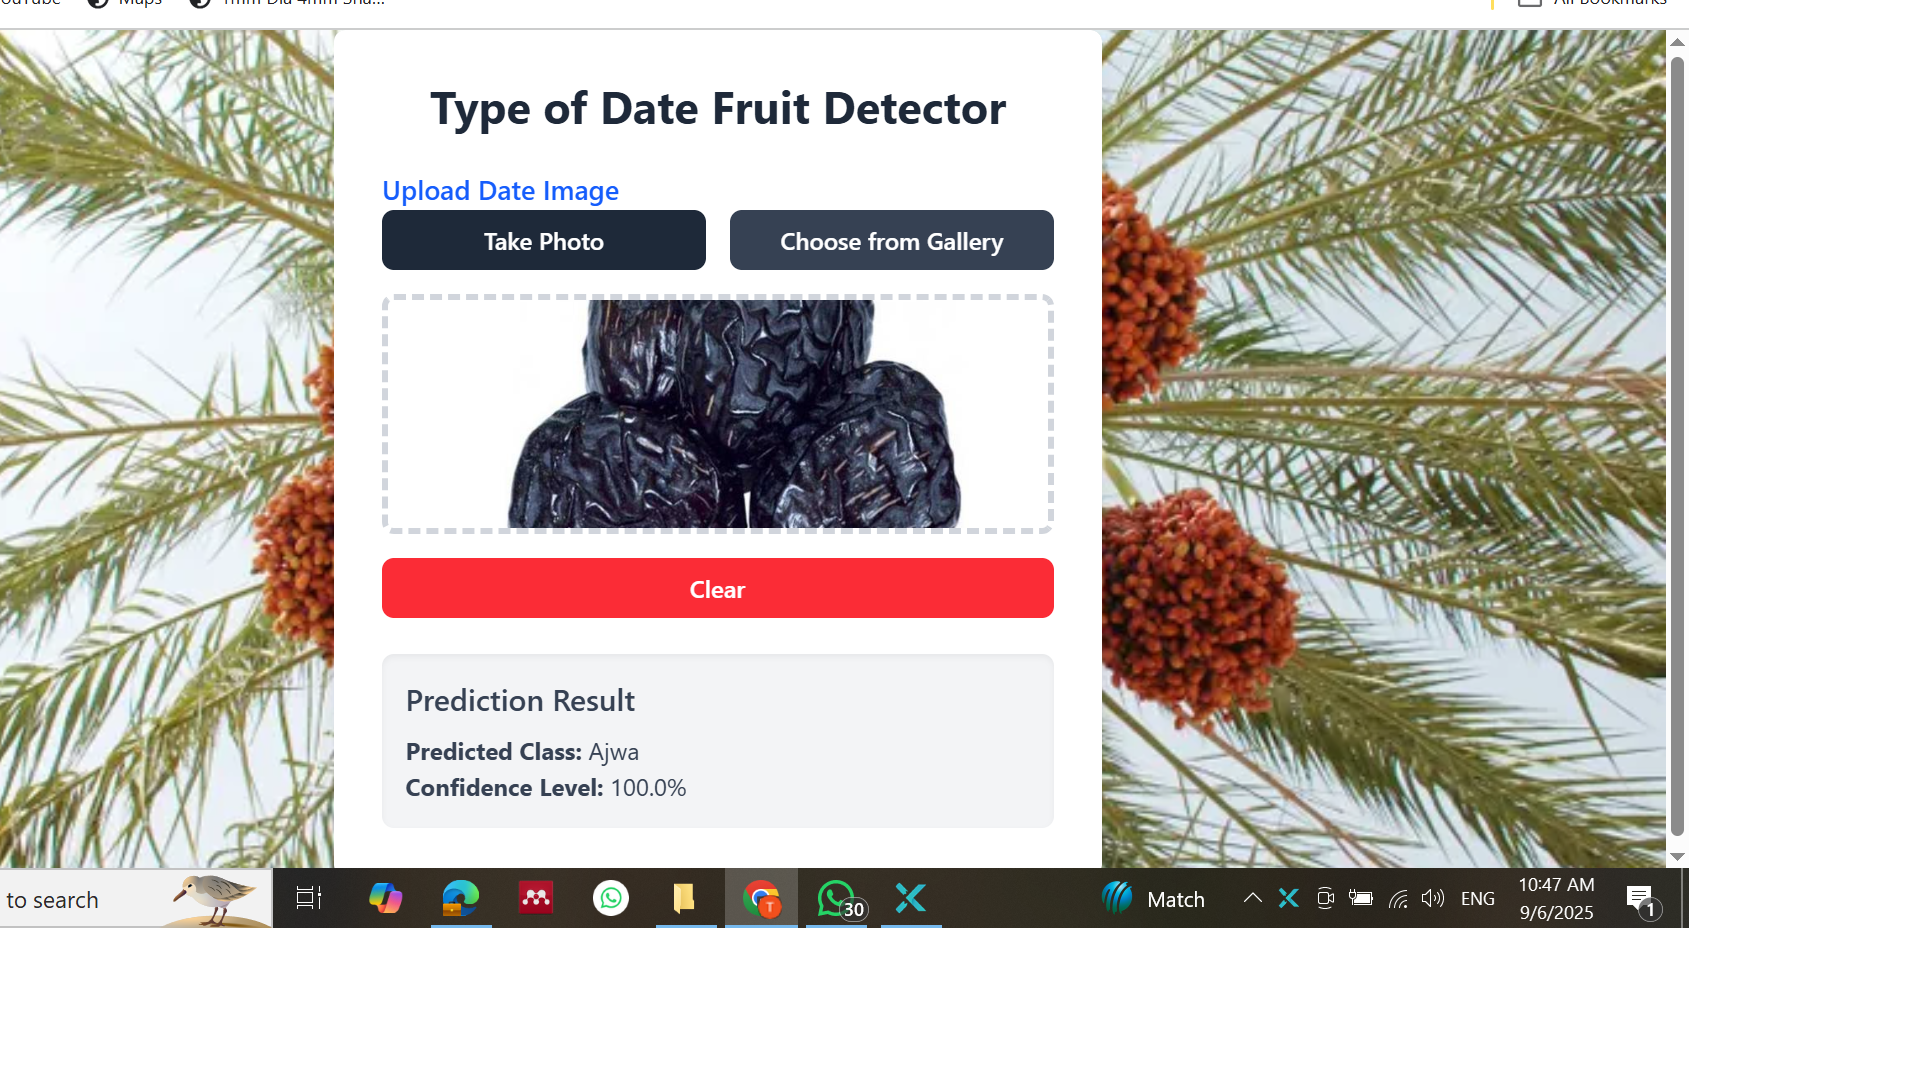 Maps
All Bookmarks
Type of Date Fruit Detector
Upload Date Image
Take Photo
Choose from Gallery
Clear
Prediction Result
Predicted Class: Ajwa
Confidence Level: 100.0%
to search
T
30
Match
ENG
10:47 AM
9/6/2025
1